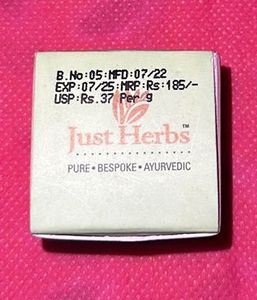 B.No:05:MFD:07/22
EXP:07/25:MRP:Rs:185/-
USP:Rs.37 Per g
Just Herbs™
PURE • BESPOKE • AYURVEDIC